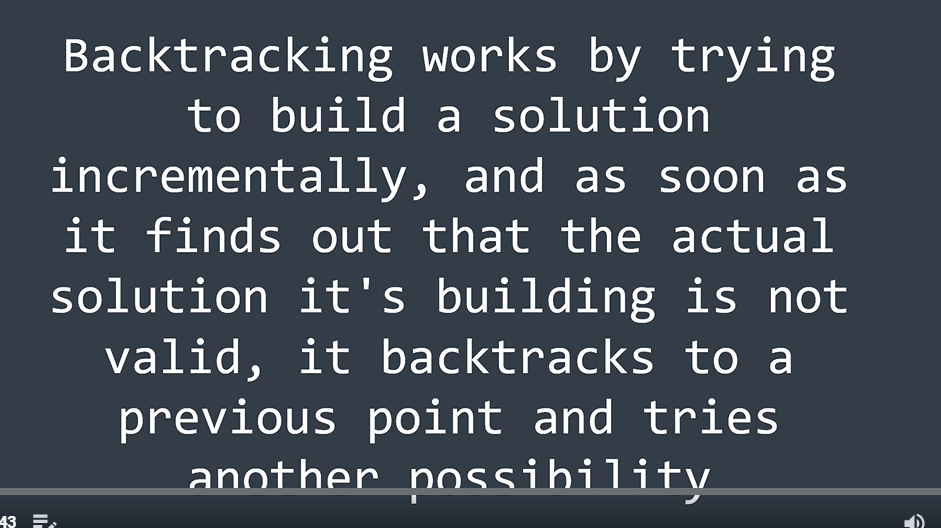 Backtracking works by trying
to build a solution
incrementally, and as soon as
it finds out that the actual
solution it's building is not
valid, it backtracks to a
previous point and tries
another possibility
43